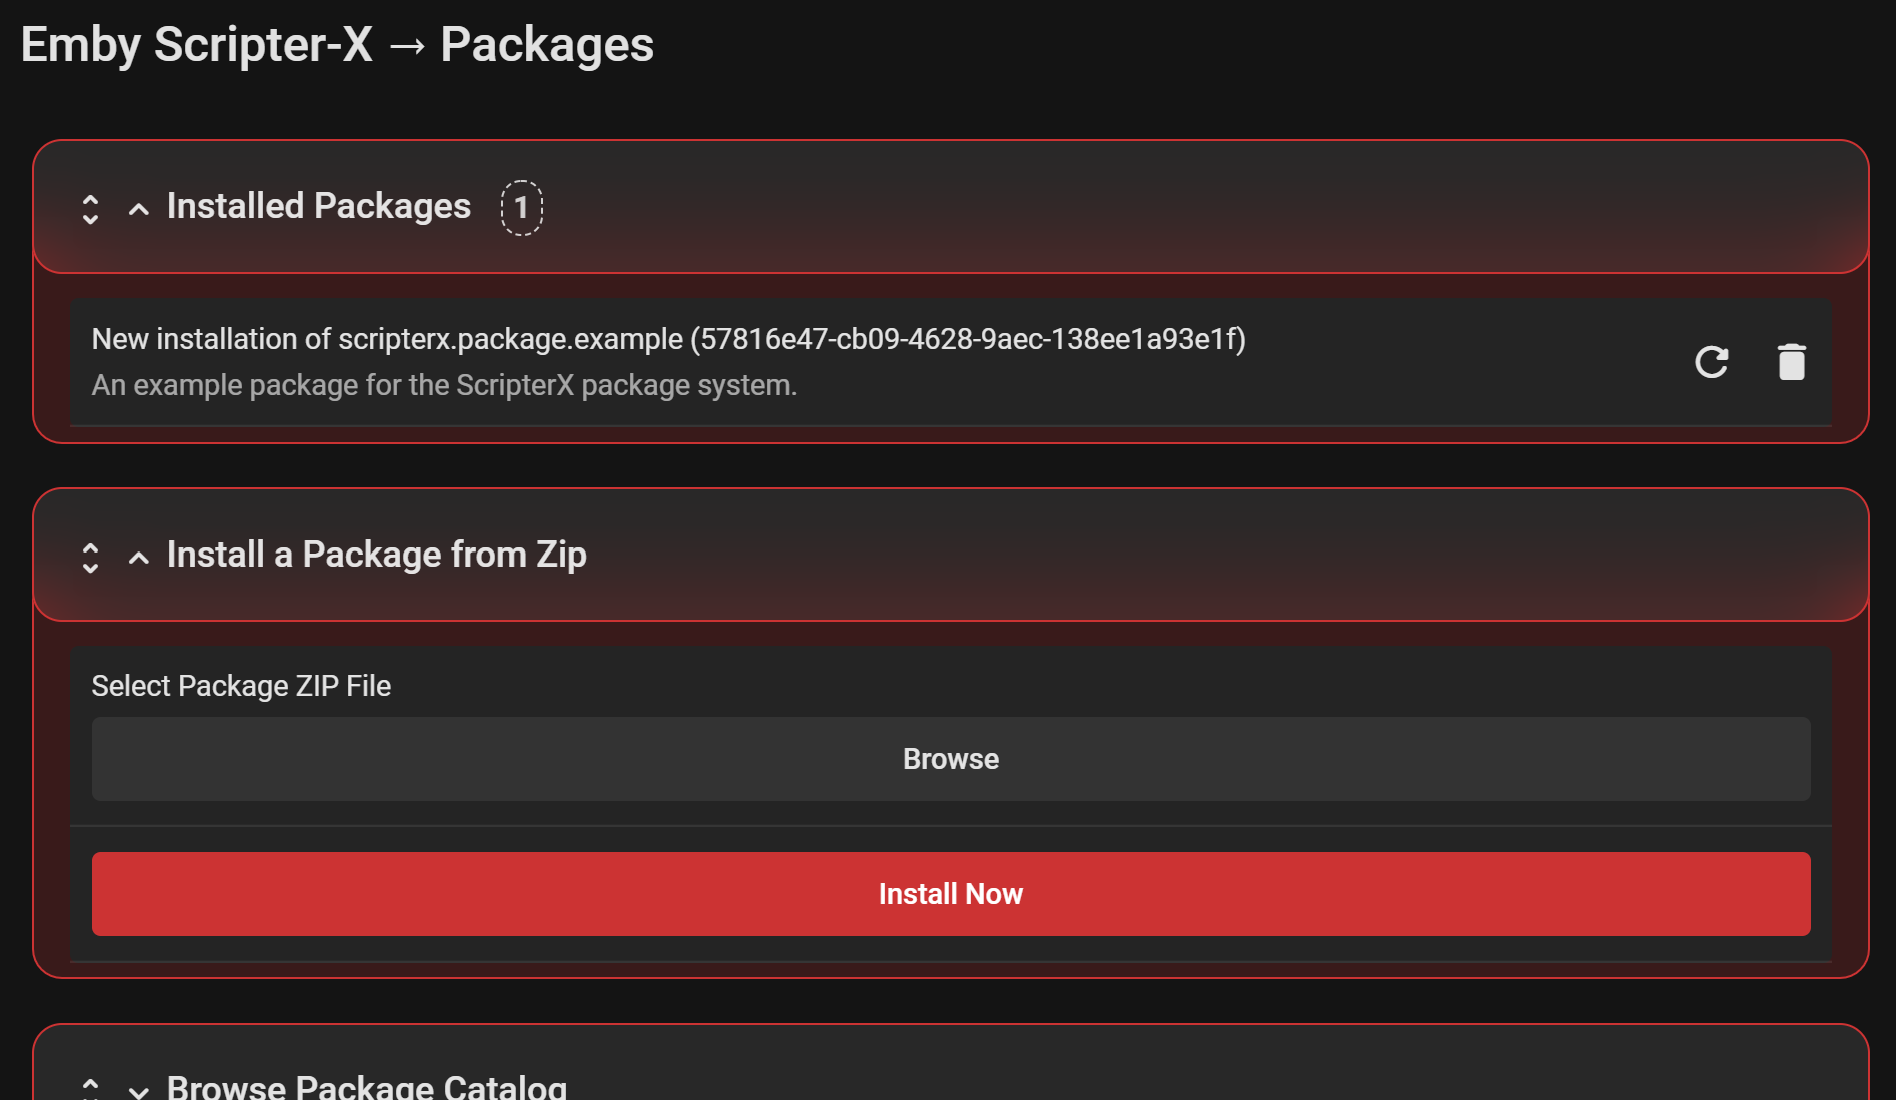 Emby Scripter-X → Packages
Installed Packages 1
New installation of scripterx.package.example (57816e47-cb09-4628-9aec-138ee1a93e1f)
An example package for the ScripterX package system.
Install a Package from Zip
Select Package ZIP File
Browse
Install Now
Browse Package Catalog